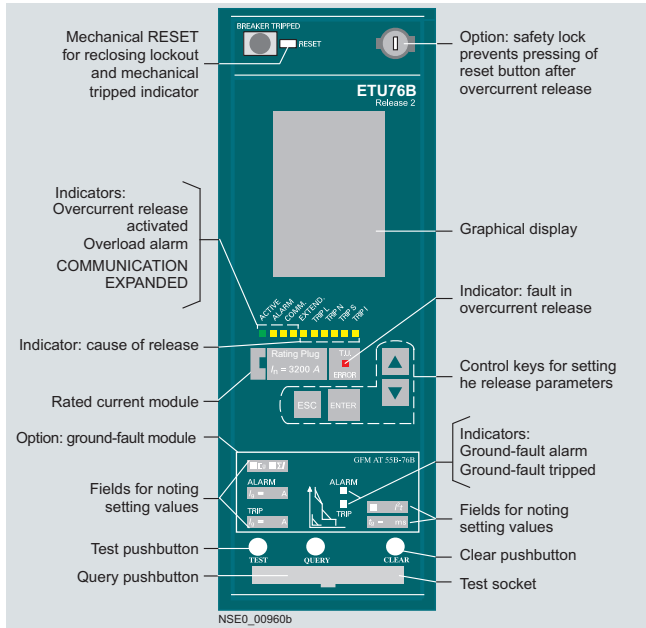 Mechanical RESET
for reclosing lockout
and mechanical
tripped indicator
BREAKER TRIPPED
RESET
Option: safety lock
prevents pressing of
reset button after
overcurrent release
ETU76B
Release 2
Indicators:
Overcurrent release
activated
Overload alarm
COMMUNICATION
EXPANDED
Graphical display
ACTIVE
ALARM
COMM.
EXTEND.
TRIP L
TRIP N
TRIP S
TRIP I
Indicator: fault in
overcurrent release
Indicator: cause of release
Rating Plug
In = 3200 A
T.U.
ERROR
Control keys for setting
he release parameters
Rated current module
ESC
ENTER
Option: ground-fault module
Indicators:
Ground-fault alarm
Ground-fault tripped
GFM AT 55B-76B
ALARM
A
TRIP
A
ALARM
TRIP
I²t
ms
Fields for noting
setting values
Fields for noting
setting values
Test pushbutton
Clear pushbutton
TEST
QUERY
CLEAR
Query pushbutton
Test socket
NSE0_00960b